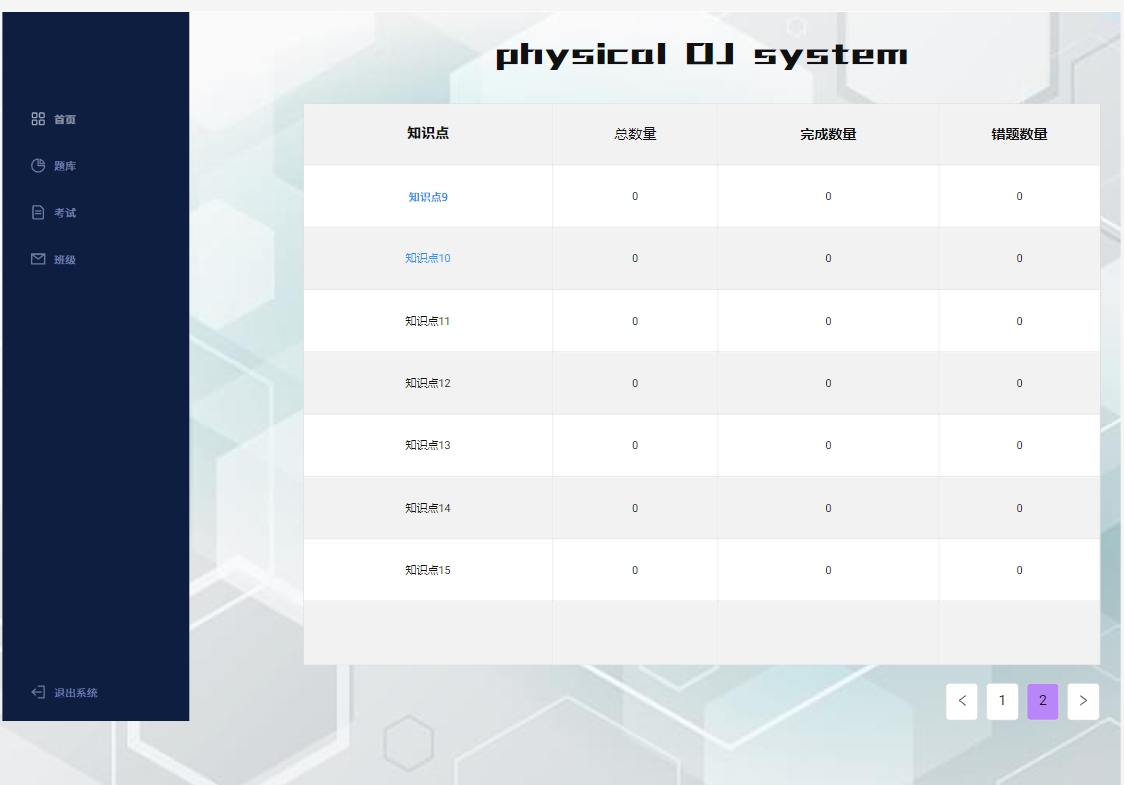 physical OJ system
首页
题库
考试
班级
退出系统
知识点 总数量 完成数量 错题数量
知识点9 0 0 0
知识点10 0 0 0
知识点11 0 0 0
知识点12 0 0 0
知识点13 0 0 0
知识点14 0 0 0
知识点15 0 0 0
< 1 2 >